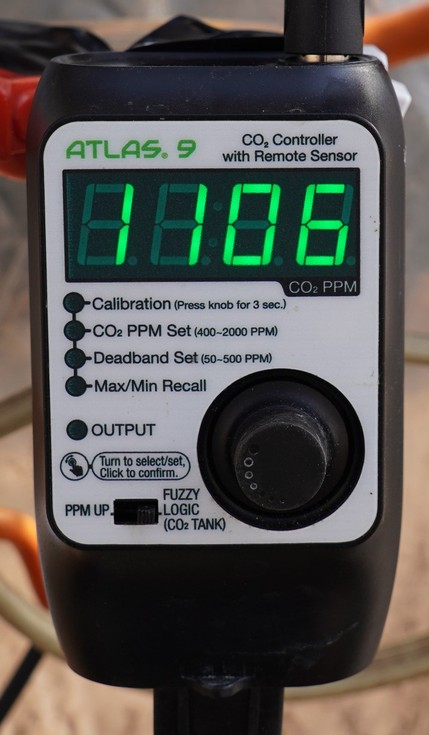 ATLAS® 9
CO₂ Controller
with Remote Sensor
1106
CO₂ PPM
Calibration (Press knob for 3 sec.)
CO₂ PPM Set (400~2000 PPM)
Deadband Set (50~500 PPM)
Max/Min Recall
OUTPUT
Turn to select/set,
Click to confirm.
PPM UP
FUZZY
LOGIC
(CO₂ TANK)